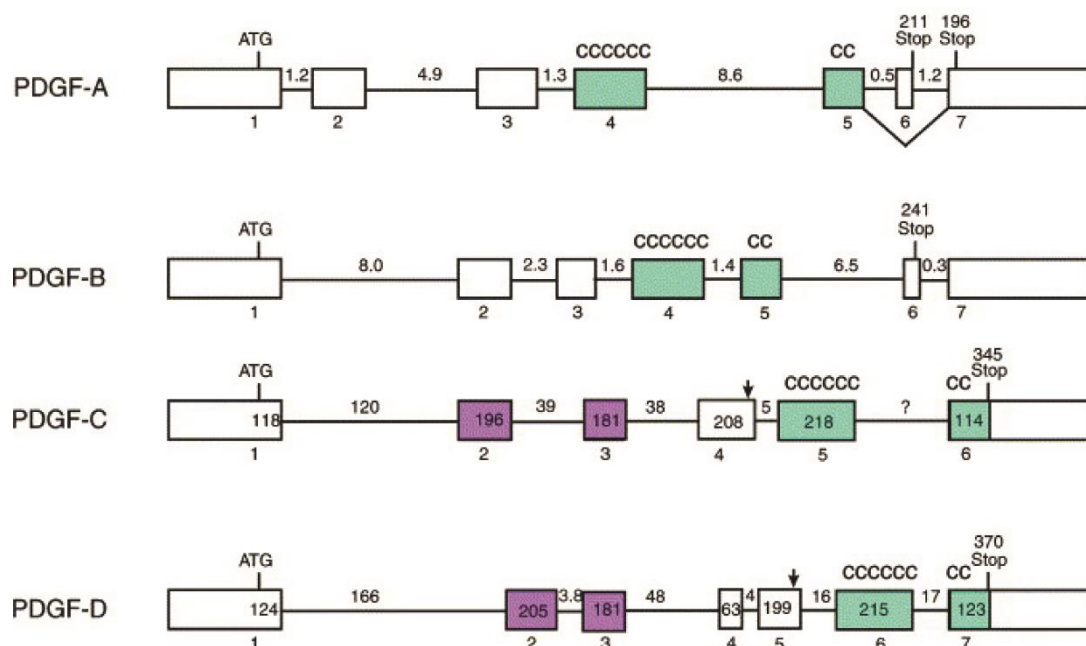 211 196
ATG CCCCCC CC Stop Stop
PDGF-A 1.2 4.9 1.3 8.6 0.5 1.2
1 2 3 4 5 6 7
241
ATG CCCCCC CC Stop
PDGF-B 8.0 2.3 1.6 1.4 6.5 0.3
1 2 3 4 5 6 7
345
ATG CCCCCC CC Stop
PDGF-C 118 120 196 39 181 38 208 5 218 ? 114
1 2 3 4 5 6
370
ATG CCCCCC CC Stop
PDGF-D 124 166 205 3.8 181 48 63 4 199 16 215 17 123
1 2 3 4 5 6 7